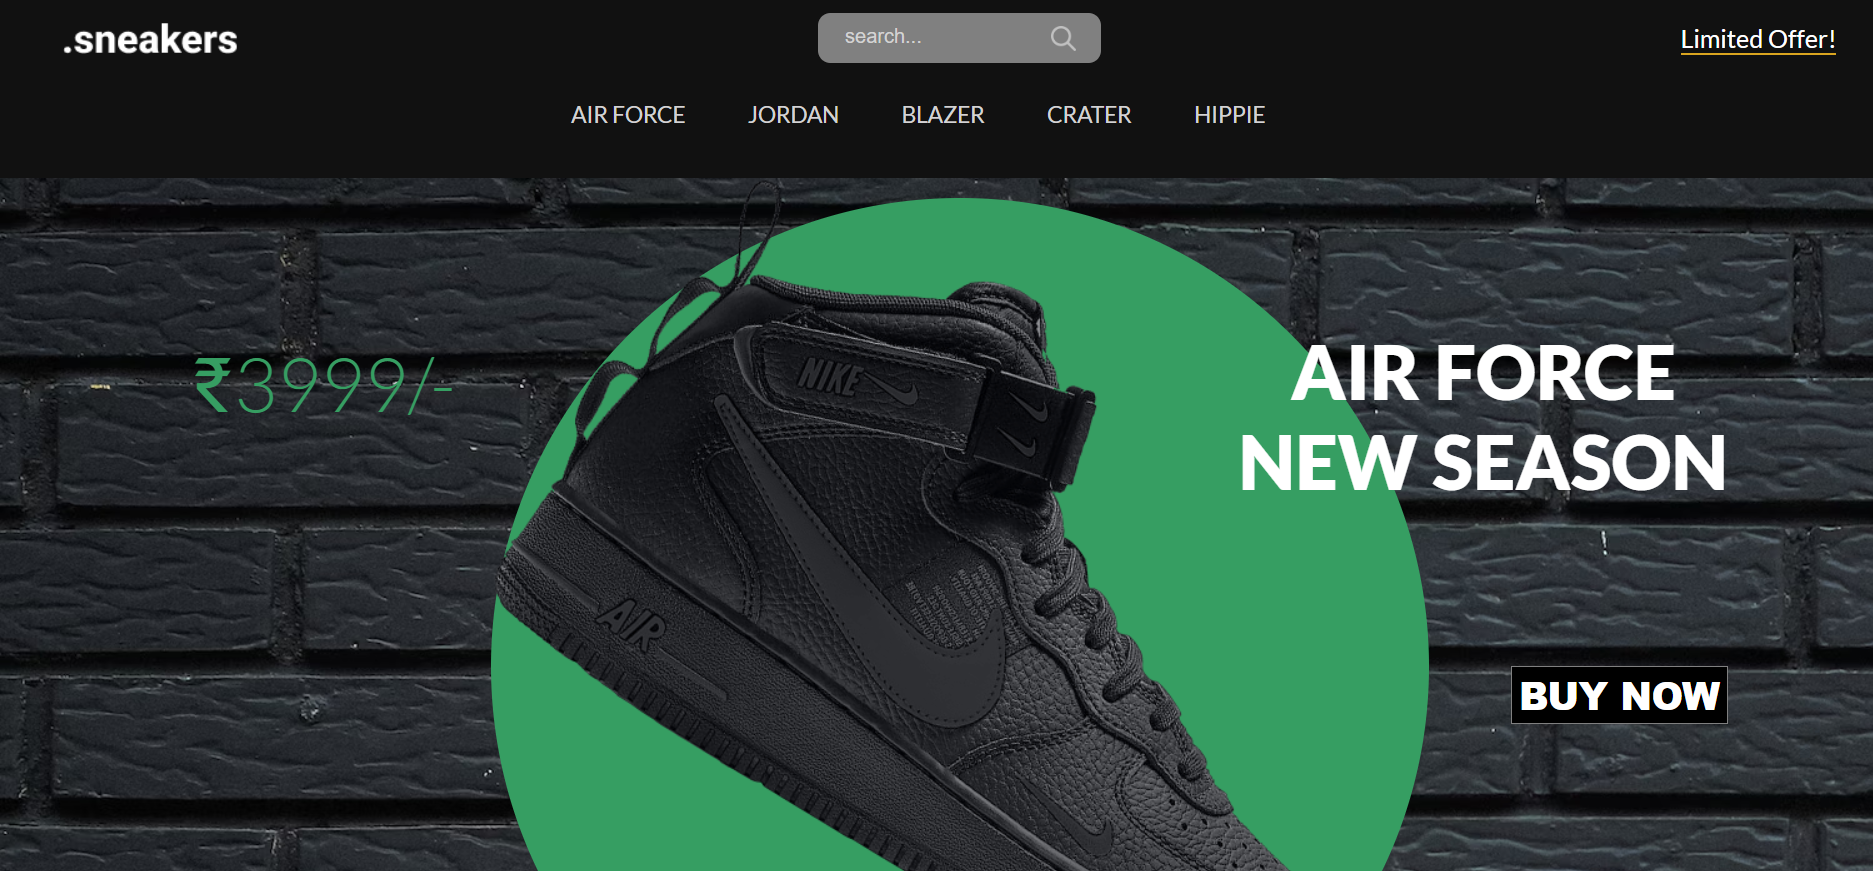 .sneakers
search...
Limited Offer!
AIR FORCE
JORDAN
BLAZER
CRATER
HIPPIE
₹3999/-
AIR FORCE
NEW SEASON
NIKE
AIR
BUY NOW